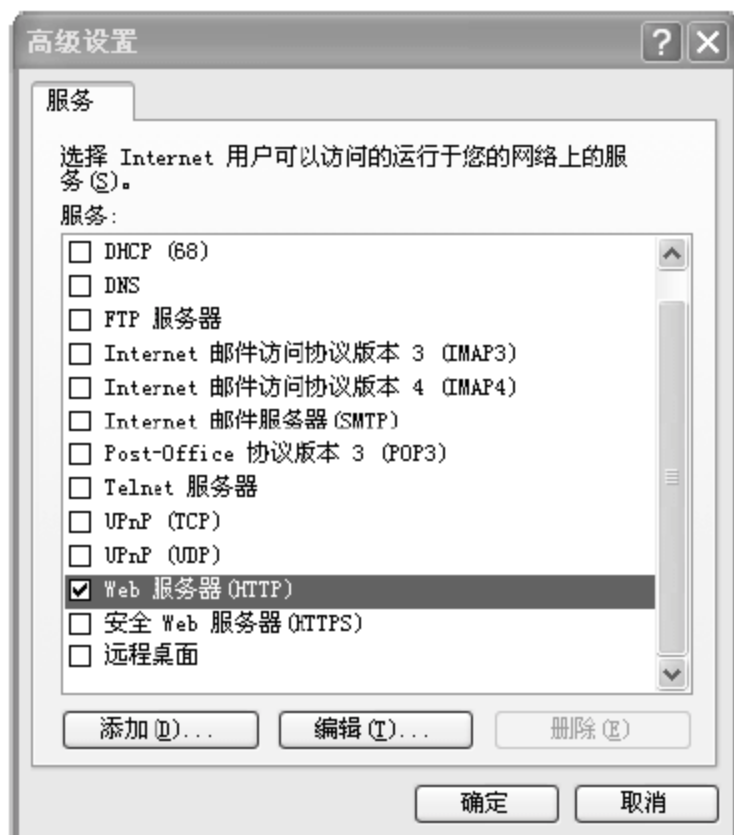 高级设置
服务
选择 Internet 用户可以访问的运行于您的网络上的服
务(S)。
服务:
DHCP (68)
DNS
FTP 服务器
Internet 邮件访问协议版本 3 (IMAP3)
Internet 邮件访问协议版本 4 (IMAP4)
Internet 邮件服务器(SMTP)
Post-Office 协议版本 3 (POP3)
Telnet 服务器
UPnP (TCP)
UPnP (UDP)
Web 服务器(HTTP)
安全 Web 服务器(HTTPS)
远程桌面
添加(D)... 编辑(T)... 删除(E)
确定 取消